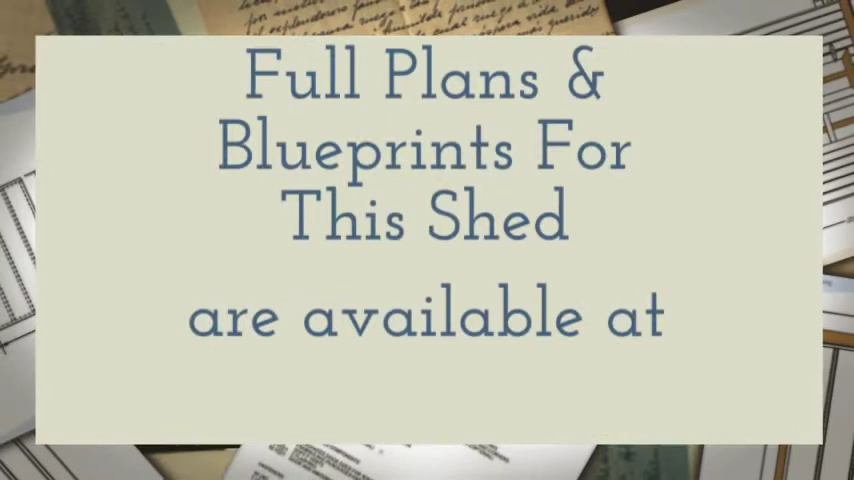 Full Plans &
Blueprints For
This Shed
are available at